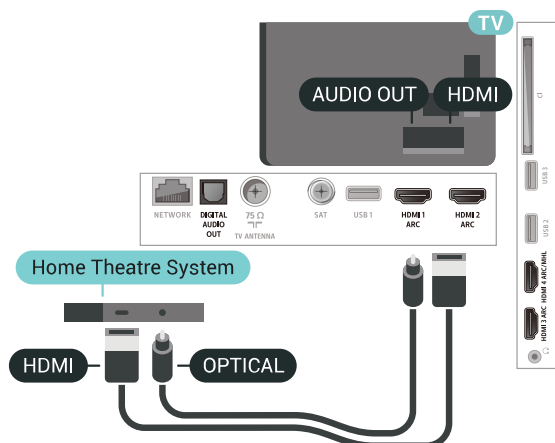 TV
AUDIO OUT
HDMI
CI
USB 3
USB 2
HDMI 4 ARC/MHL
HDMI 3 ARC
NETWORK
DIGITAL
AUDIO
OUT
75 Ω
TV ANTENNA
SAT
USB 1
HDMI 1
ARC
HDMI 2
ARC
Home Theatre System
HDMI
OPTICAL